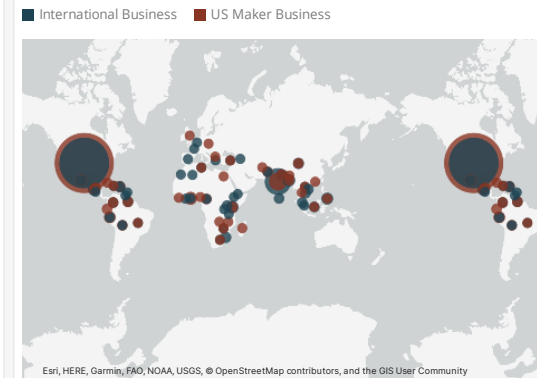 International Business US Maker Business
Esri, HERE, Garmin, FAO, NOAA, USGS, © OpenStreetMap contributors, and the GIS User Community